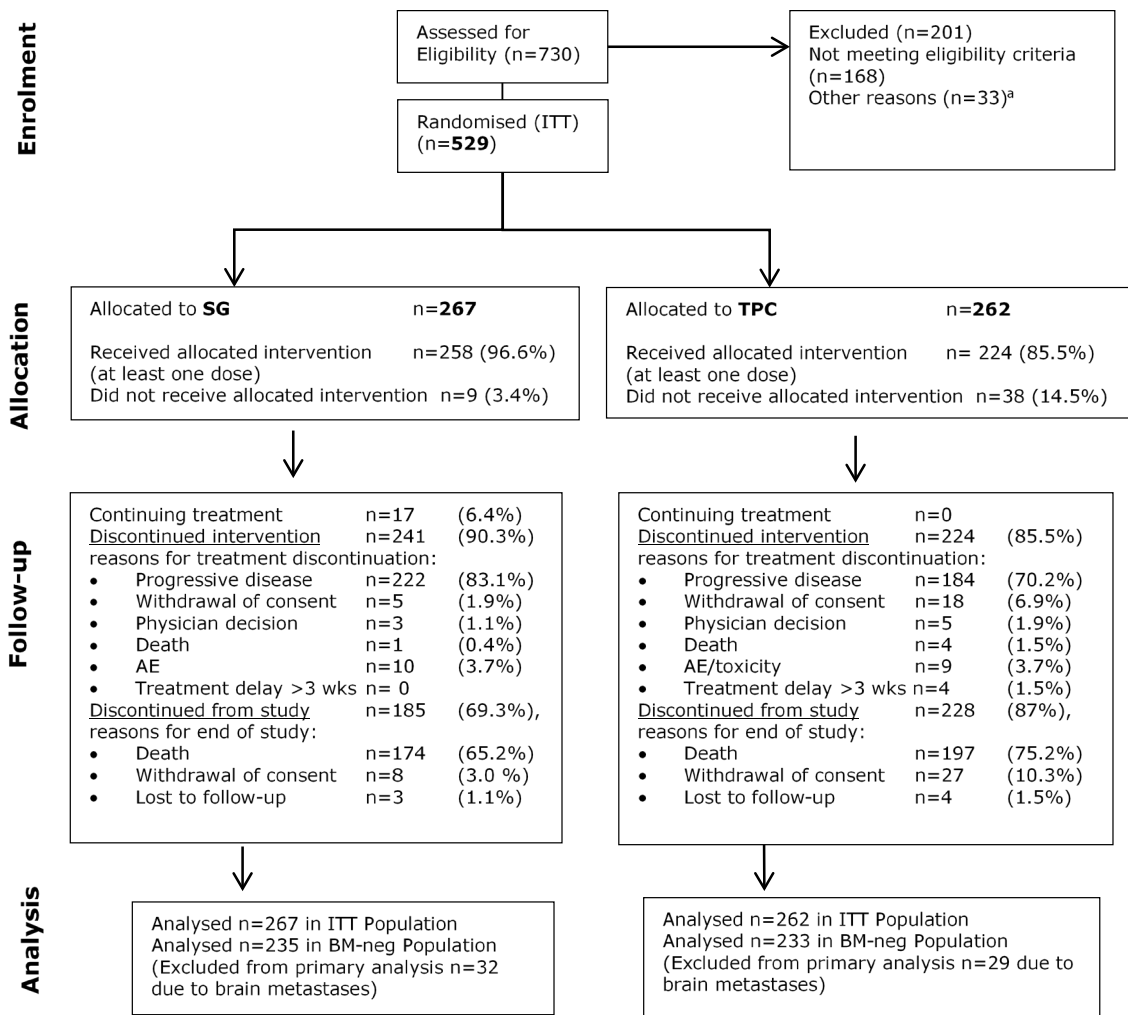 Enrolment
Assessed for
Eligibility (n=730)
Excluded (n=201)
Not meeting eligibility criteria
(n=168)
Other reasons (n=33)a
Randomised (ITT)
(n=529)
Allocation
Allocated to SG n=267
Received allocated intervention n=258 (96.6%)
(at least one dose)
Did not receive allocated intervention n=9 (3.4%)
Allocated to TPC n=262
Received allocated intervention n= 224 (85.5%)
(at least one dose)
Did not receive allocated intervention n=38 (14.5%)
Follow-up
Continuing treatment n=17 (6.4%)
Discontinued intervention n=241 (90.3%)
reasons for treatment discontinuation:
• Progressive disease n=222 (83.1%)
• Withdrawal of consent n=5 (1.9%)
• Physician decision n=3 (1.1%)
• Death n=1 (0.4%)
• AE n=10 (3.7%)
• Treatment delay >3 wks n= 0
Discontinued from study n=185 (69.3%),
reasons for end of study:
• Death n=174 (65.2%)
• Withdrawal of consent n=8 (3.0 %)
• Lost to follow-up n=3 (1.1%)
Continuing treatment n=0
Discontinued intervention n=224 (85.5%)
reasons for treatment discontinuation:
• Progressive disease n=184 (70.2%)
• Withdrawal of consent n=18 (6.9%)
• Physician decision n=5 (1.9%)
• Death n=4 (1.5%)
• AE/toxicity n=9 (3.7%)
• Treatment delay >3 wks n=4 (1.5%)
Discontinued from study n=228 (87%),
reasons for end of study:
• Death n=197 (75.2%)
• Withdrawal of consent n=27 (10.3%)
• Lost to follow-up n=4 (1.5%)
Analysis
Analysed n=267 in ITT Population
Analysed n=235 in BM-neg Population
(Excluded from primary analysis n=32
due to brain metastases)
Analysed n=262 in ITT Population
Analysed n=233 in BM-neg Population
(Excluded from primary analysis n=29 due to
brain metastases)